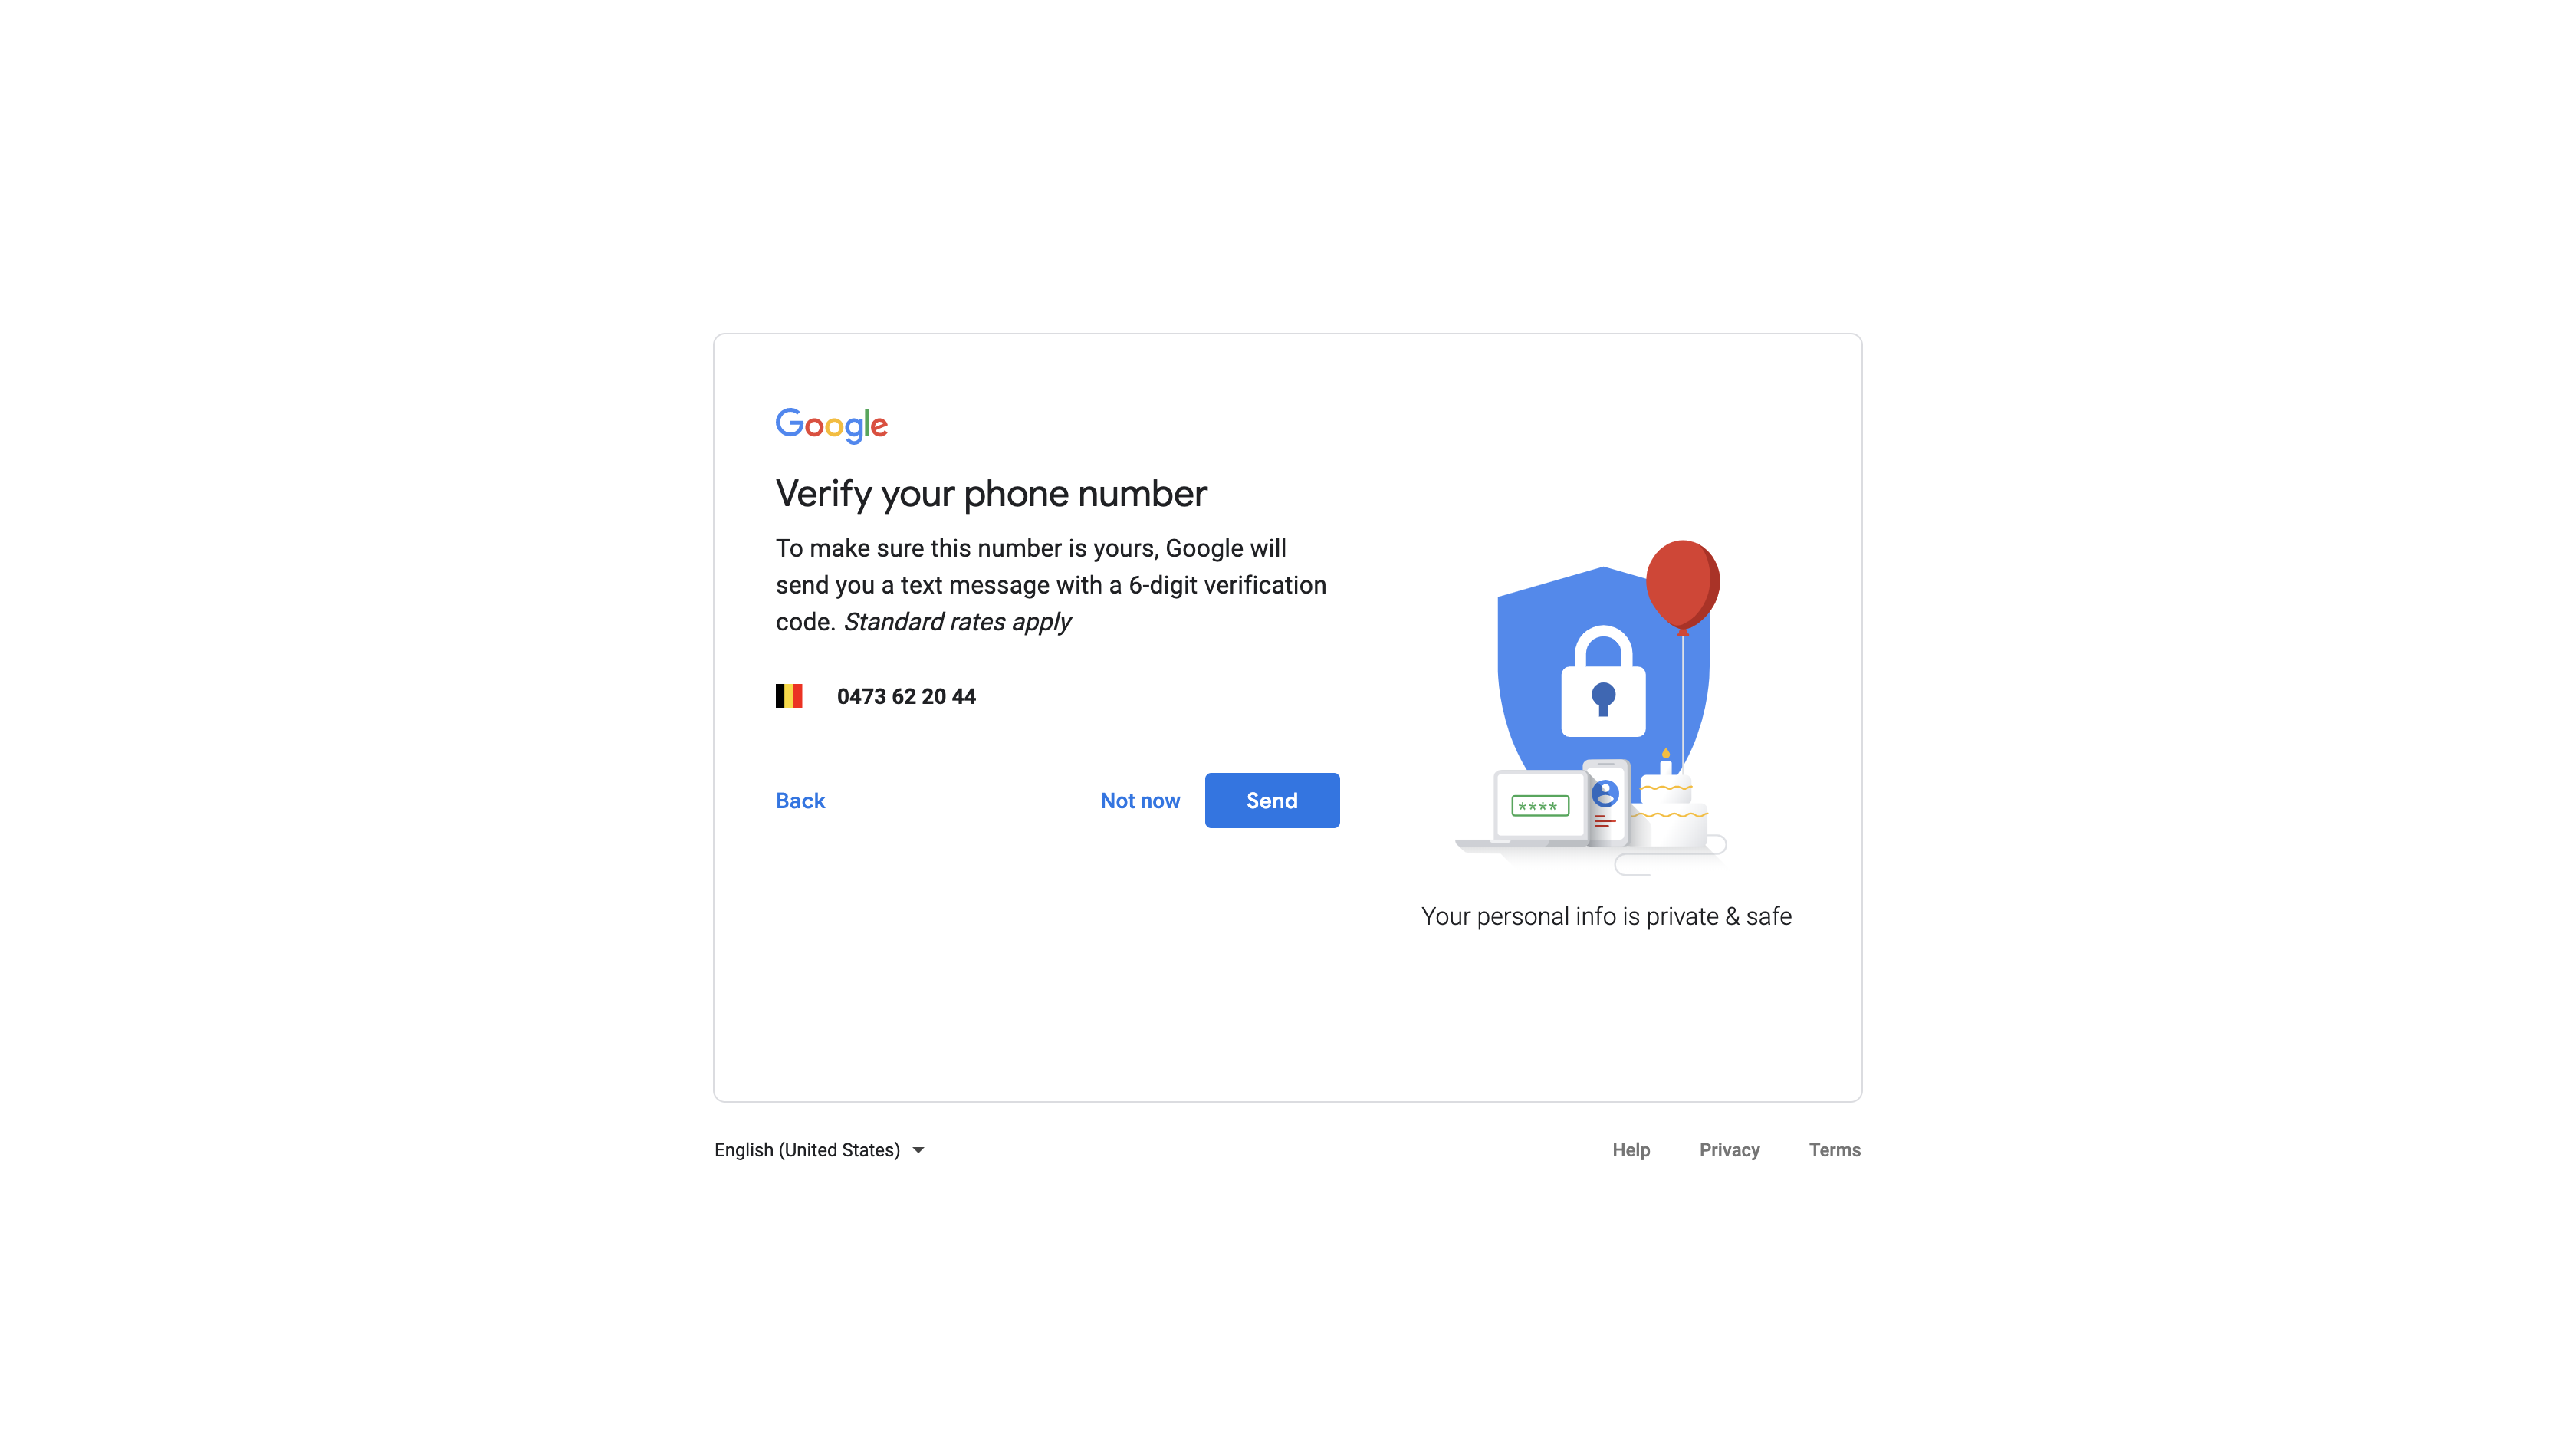 Google
Verify your phone number
To make sure this number is yours, Google will
send you a text message with a 6-digit verification
code. Standard rates apply
0473 62 20 44
Back Not now Send
****
Your personal info is private & safe
English (United States) Help Privacy Terms